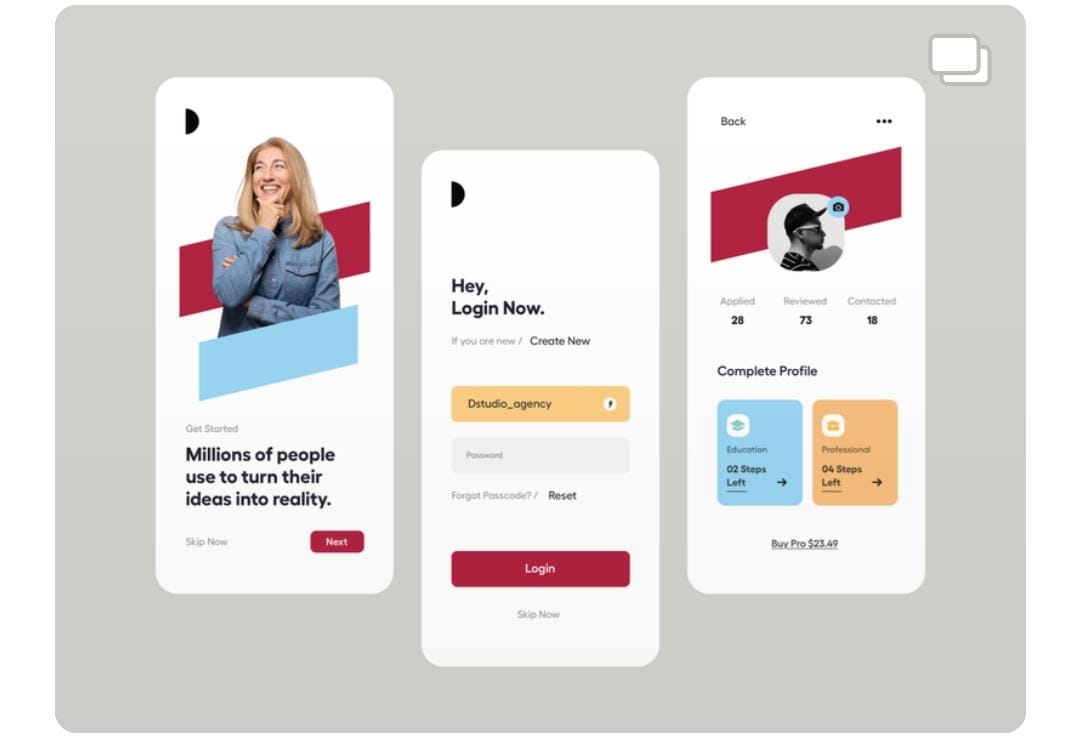 Get Started
Millions of people
use to turn their
ideas into reality.
Skip Now
Next
Hey,
Login Now.
If you are new / Create New
Dstudio_agency
Password
Forgot Passcode? / Reset
Login
Skip Now
Back
Applied Reviewed Contacted
28 73 18
Complete Profile
Education
02 Steps
Left
Professional
04 Steps
Left
Buy Pro $23.49